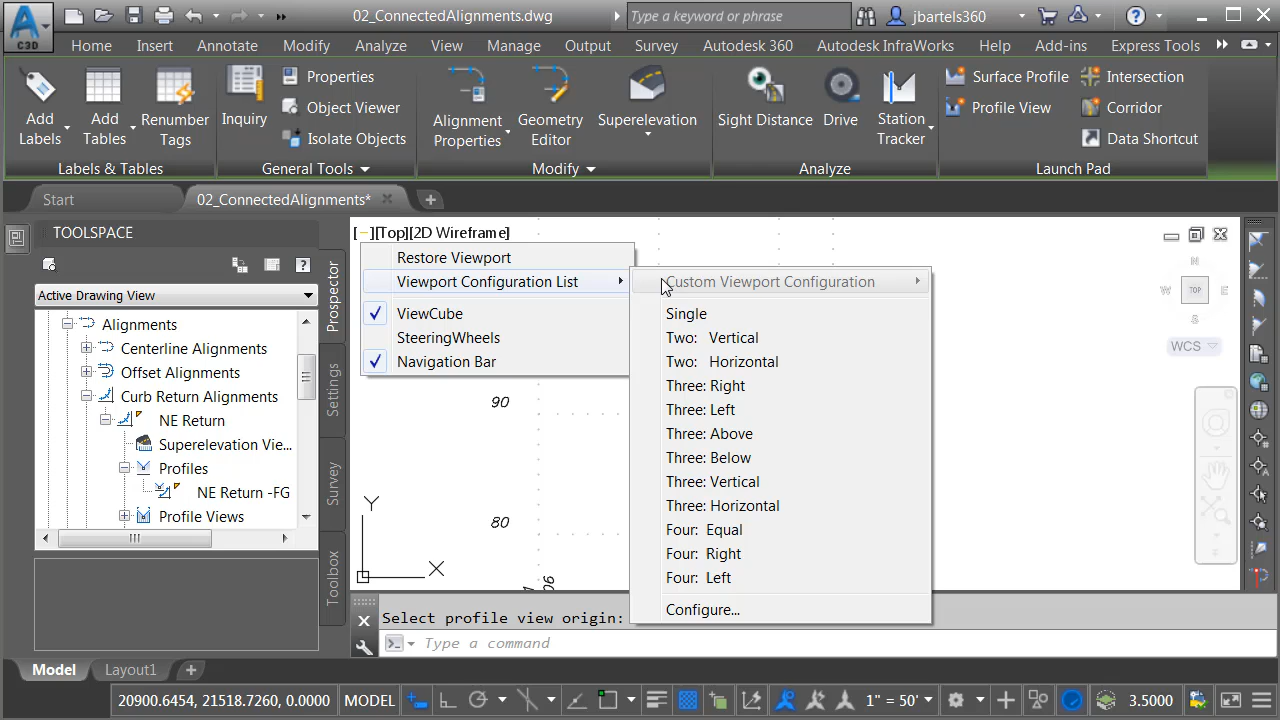 02_ConnectedAlignments.dwg
Type a keyword or phrase
jbartels360
C3D
Home Insert Annotate Modify Analyze View Manage Output Survey Autodesk 360 Autodesk InfraWorks Help Add-ins Express Tools
Add Labels
Add Tables
Renumber Tags
Labels & Tables
Inquiry
Properties
Object Viewer
Isolate Objects
General Tools
Alignment Properties
Geometry Editor
Superelevation
Modify
Sight Distance
Drive
Station Tracker
Analyze
Surface Profile
Profile View
Intersection
Corridor
Data Shortcut
Launch Pad
Start
02_ConnectedAlignments*
TOOLSPACE
Active Drawing View
Alignments
Centerline Alignments
Offset Alignments
Curb Return Alignments
NE Return
Superelevation Vie...
Profiles
NE Return -FG
Profile Views
Prospector
Settings
Survey
Toolbox
[−][Top][2D Wireframe]
Restore Viewport
Viewport Configuration List
ViewCube
SteeringWheels
Navigation Bar
Custom Viewport Configuration
Single
Two: Vertical
Two: Horizontal
Three: Right
Three: Left
Three: Above
Three: Below
Three: Vertical
Three: Horizontal
Four: Equal
Four: Right
Four: Left
Configure...
90
80
Y
X
N
W TOP E
S
WCS
Select profile view origin:
Type a command
Model
Layout1
20900.6454, 21518.7260, 0.0000
MODEL
1" = 50'
3.5000